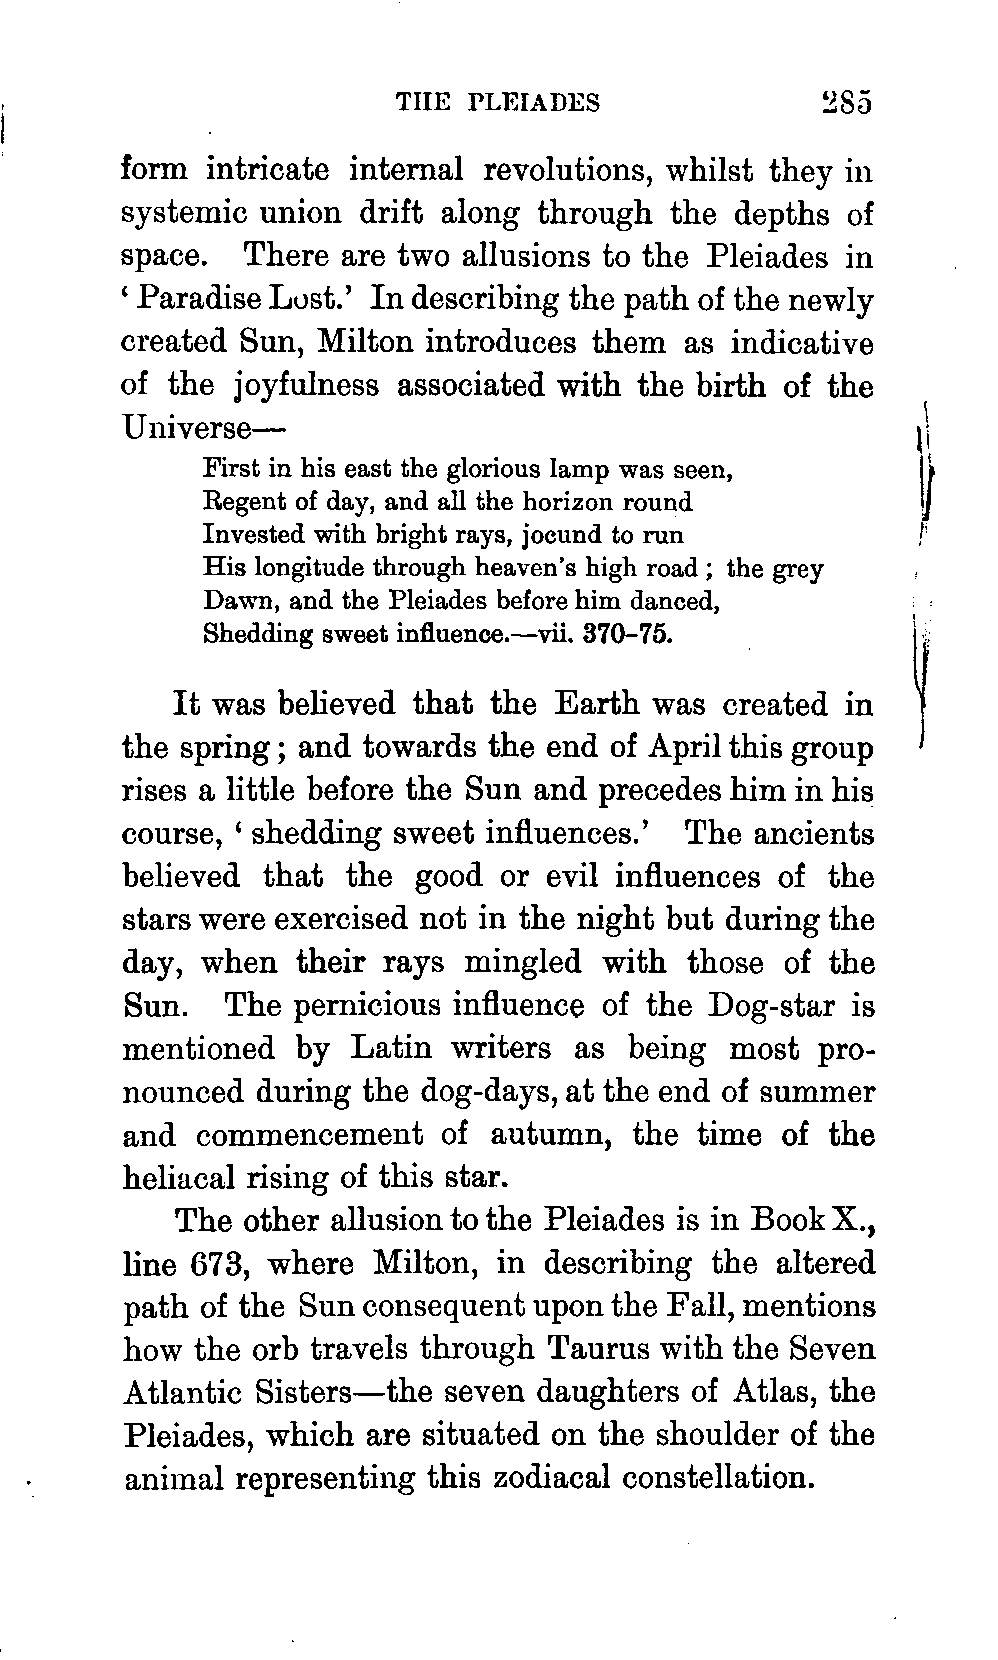 THE PLEIADES 285
form intricate internal revolutions, whilst they in
systemic union drift along through the depths of
space. There are two allusions to the Pleiades in
‘ Paradise Lost.’ In describing the path of the newly
created Sun, Milton introduces them as indicative
of the joyfulness associated with the birth of the
Universe—
First in his east the glorious lamp was seen,
Regent of day, and all the horizon round
Invested with bright rays, jocund to run
His longitude through heaven's high road ; the grey
Dawn, and the Pleiades before him danced,
Shedding sweet influence.—vii. 370–75.
It was believed that the Earth was created in
the spring ; and towards the end of April this group
rises a little before the Sun and precedes him in his
course, ‘ shedding sweet influences.’ The ancients
believed that the good or evil influences of the
stars were exercised not in the night but during the
day, when their rays mingled with those of the
Sun. The pernicious influence of the Dog-star is
mentioned by Latin writers as being most pro-
nounced during the dog-days, at the end of summer
and commencement of autumn, the time of the
heliacal rising of this star.
The other allusion to the Pleiades is in Book X.,
line 673, where Milton, in describing the altered
path of the Sun consequent upon the Fall, mentions
how the orb travels through Taurus with the Seven
Atlantic Sisters—the seven daughters of Atlas, the
Pleiades, which are situated on the shoulder of the
animal representing this zodiacal constellation.